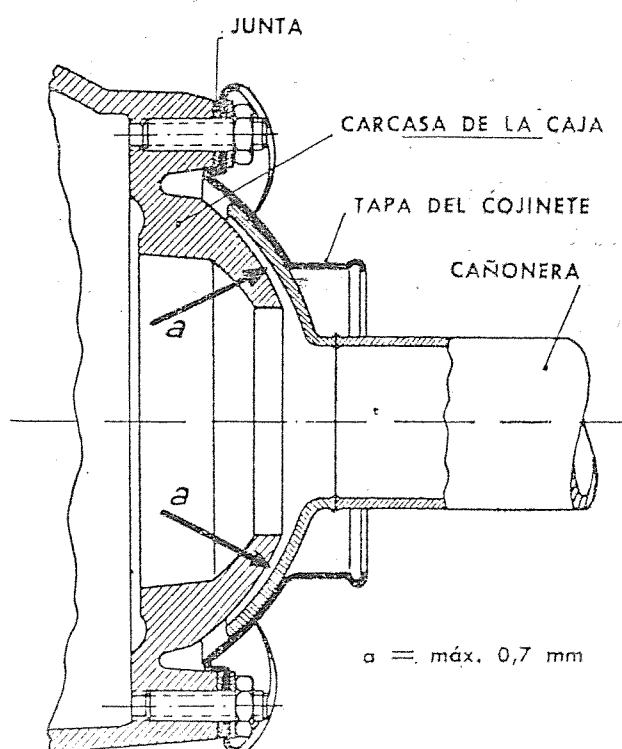 JUNTA
CARCASA DE LA CAJA
TAPA DEL COJINETE
CAÑONERA
a
a
a = máx. 0,7 mm